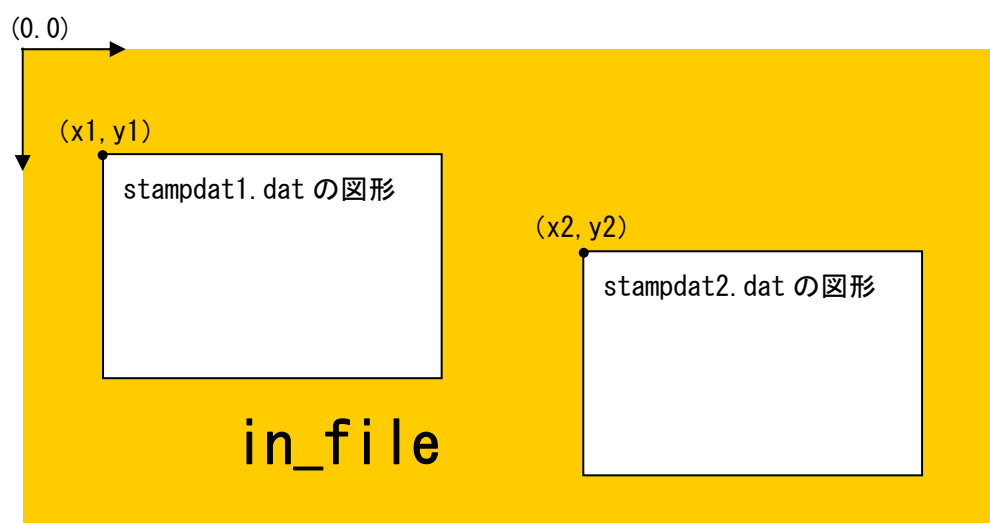 (0.0)
(x1,y1)
stampdat1.dat の図形
(x2,y2)
stampdat2.dat の図形
in_file